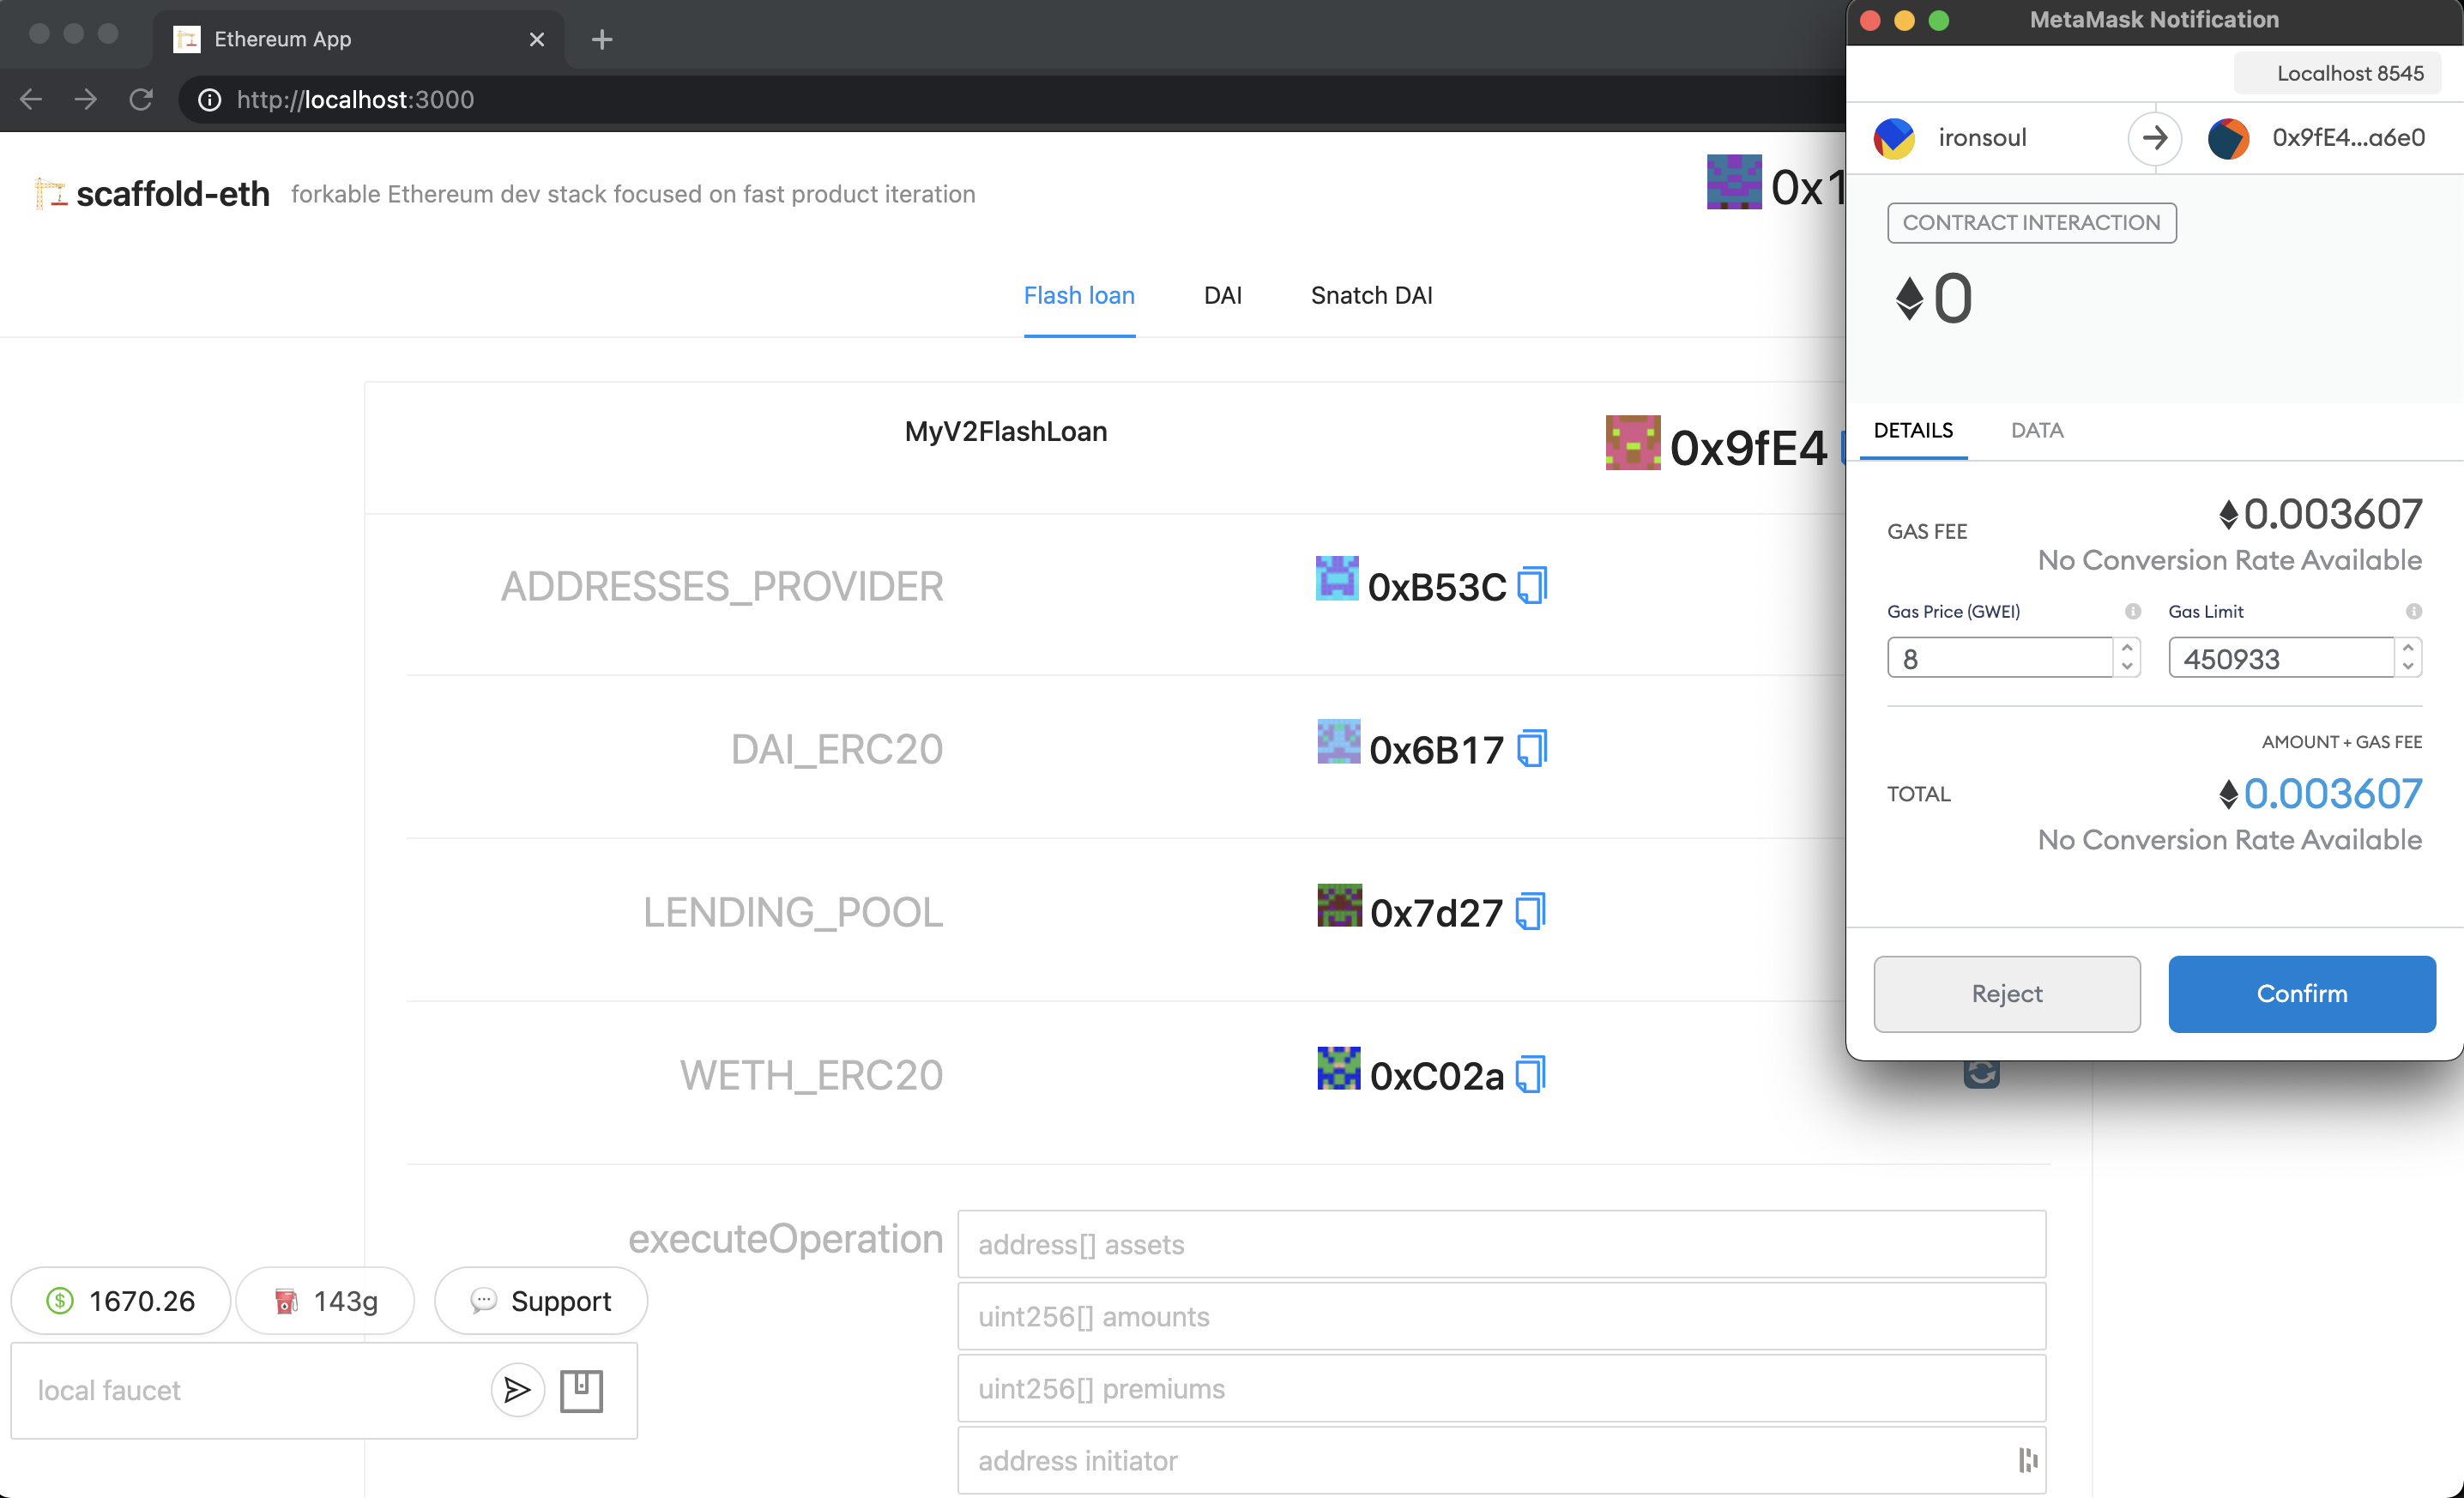 Ethereum App
http://localhost:3000
scaffold-eth forkable Ethereum dev stack focused on fast product iteration
0x1
Flash loan DAI Snatch DAI
MyV2FlashLoan
0x9fE4
ADDRESSES_PROVIDER
0xB53C
DAI_ERC20
0x6B17
LENDING_POOL
0x7d27
WETH_ERC20
0xC02a
executeOperation
address[] assets
uint256[] amounts
uint256[] premiums
address initiator
1670.26
143g
Support
local faucet
MetaMask Notification
Localhost 8545
ironsoul
0x9fE4...a6e0
CONTRACT INTERACTION
0
DETAILS DATA
GAS FEE
0.003607
No Conversion Rate Available
Gas Price (GWEI)
Gas Limit
8
450933
AMOUNT + GAS FEE
TOTAL
0.003607
No Conversion Rate Available
Reject
Confirm